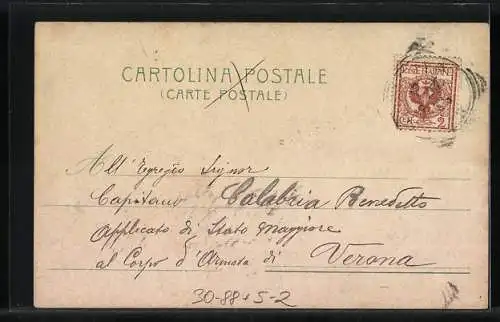 CARTOLINA POSTALE
(CARTE POSTALE)
POSTE ITALIANE
2
All' Egregio Signor
Capitano Calabria Benedetto
Applicato di Stato Maggiore
al Corpo d'Armata di Verona
30-88+5-2